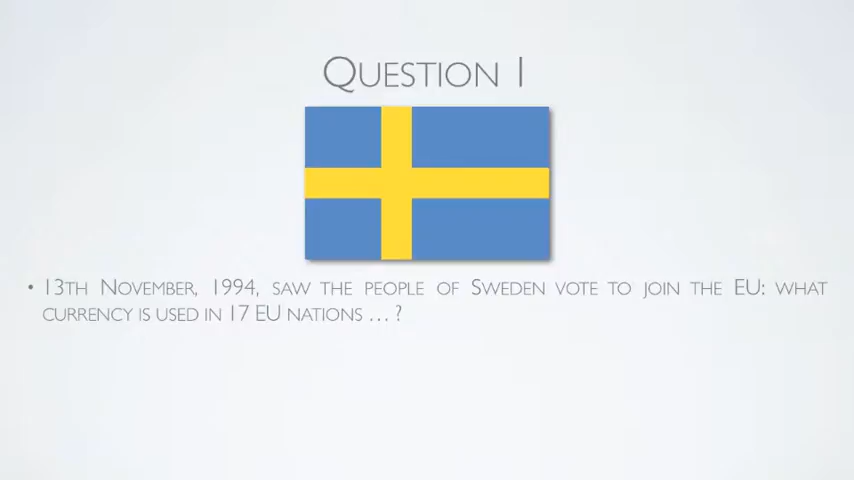 QUESTION 1
• 13TH NOVEMBER, 1994, SAW THE PEOPLE OF SWEDEN VOTE TO JOIN THE EU: WHAT
CURRENCY IS USED IN 17 EU NATIONS … ?